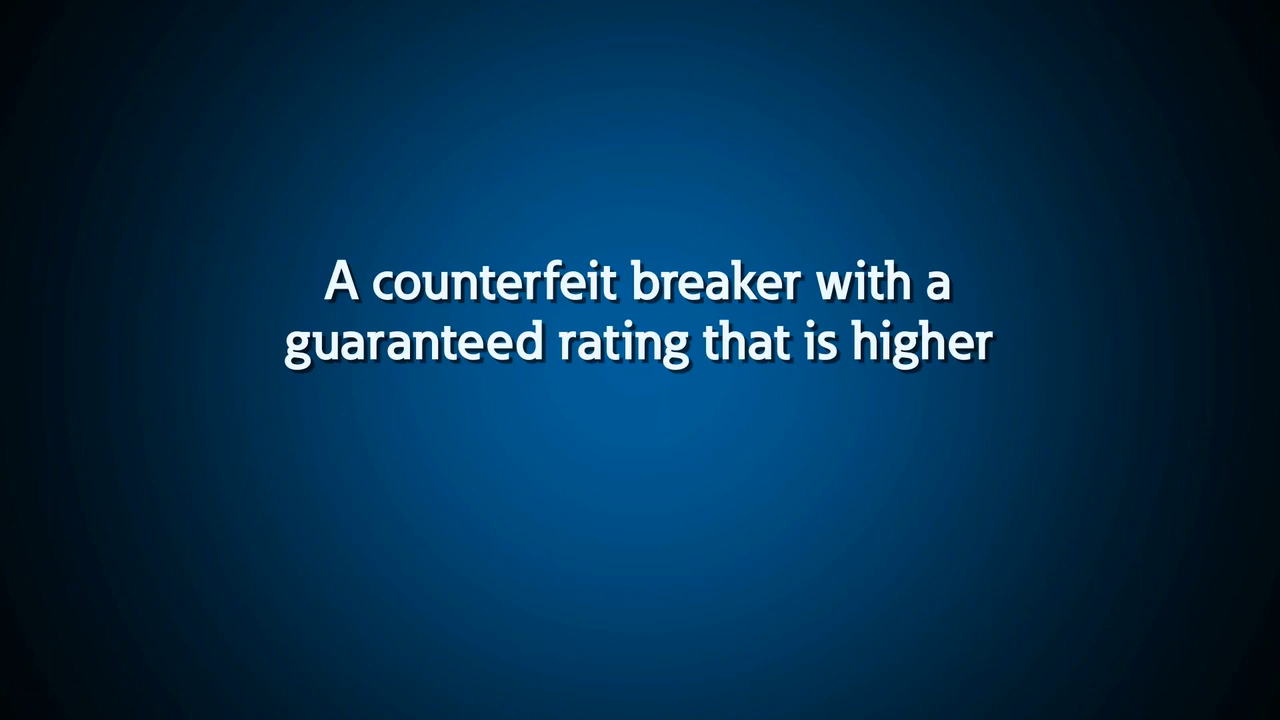 A counterfeit breaker with a
guaranteed rating that is higher